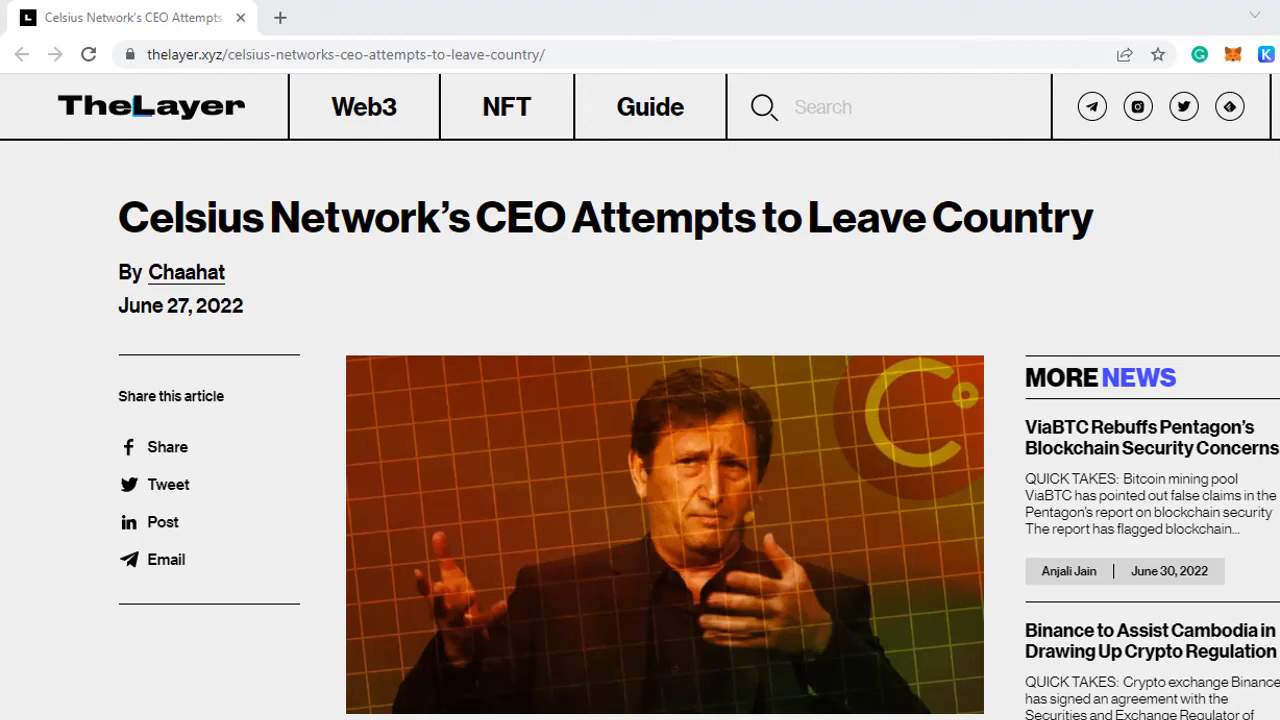 Celsius Network's CEO Attempts
thelayer.xyz/celsius-networks-ceo-attempts-to-leave-country/
TheLayer
Web3
NFT
Guide
Search
Celsius Network’s CEO Attempts to Leave Country
By Chaahat
June 27, 2022
Share this article
Share
Tweet
Post
Email
MORE NEWS
ViaBTC Rebuffs Pentagon’s
Blockchain Security Concerns
QUICK TAKES: Bitcoin mining pool
ViaBTC has pointed out false claims in the
Pentagon’s report on blockchain security
The report has flagged blockchain...
Anjali Jain | June 30, 2022
Binance to Assist Cambodia in
Drawing Up Crypto Regulation
QUICK TAKES: Crypto exchange Binance
has signed an agreement with the
Securities and Exchange Regulator of